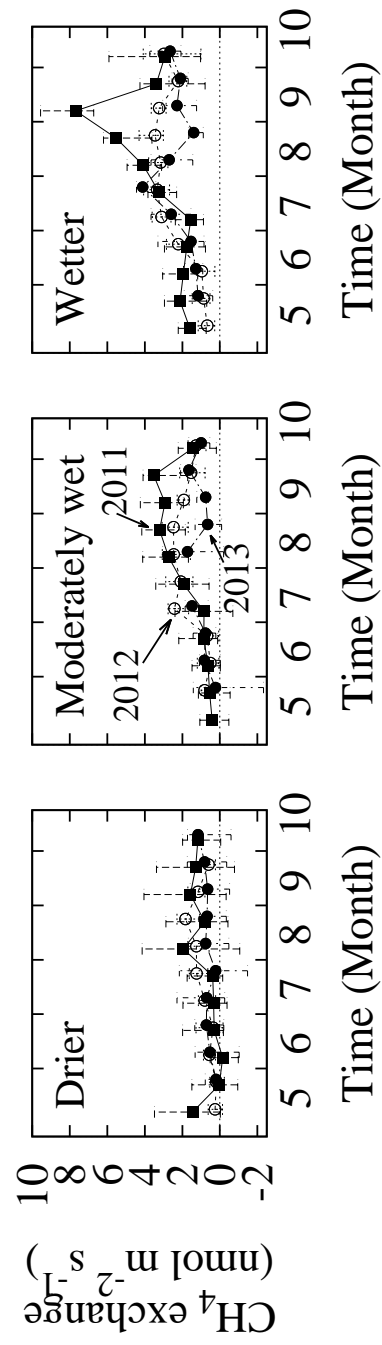 CH₄ exchange
(nmol m⁻² s⁻¹)
10
8
6
4
2
0
-2
Drier
5 6 7 8 9 10
Time (Month)
Moderately wet
2012
2011
2013
5 6 7 8 9 10
Time (Month)
Wetter
5 6 7 8 9 10
Time (Month)